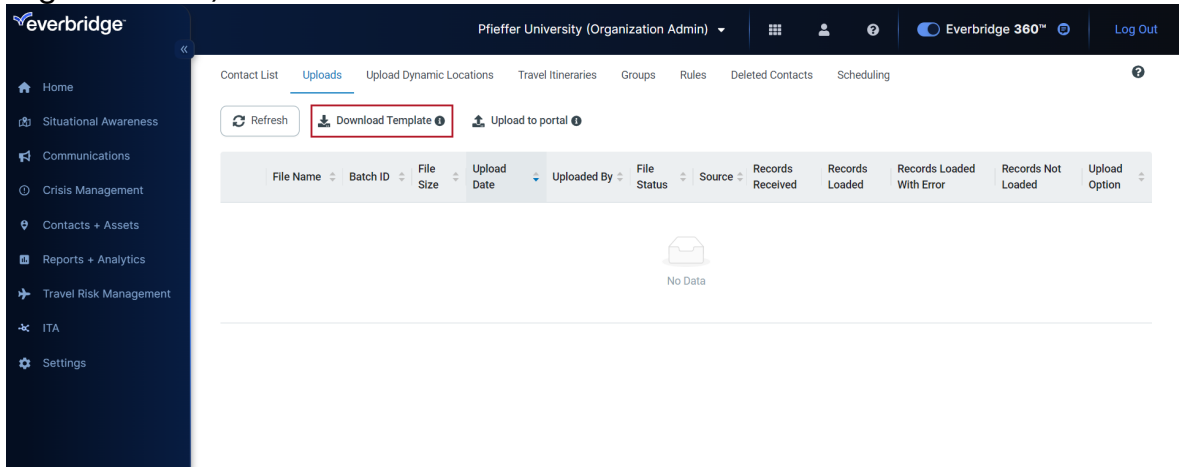 everbridge™
Pfieffer University (Organization Admin)
Everbridge 360™
Log Out
«
Home
Situational Awareness
Communications
Crisis Management
Contacts + Assets
Reports + Analytics
Travel Risk Management
ITA
Settings
Contact List Uploads Upload Dynamic Locations Travel Itineraries Groups Rules Deleted Contacts Scheduling
Refresh Download Template Upload to portal
File Name Batch ID File Size Upload Date Uploaded By File Status Source Records Received Records Loaded Records Loaded With Error Records Not Loaded Upload Option
No Data